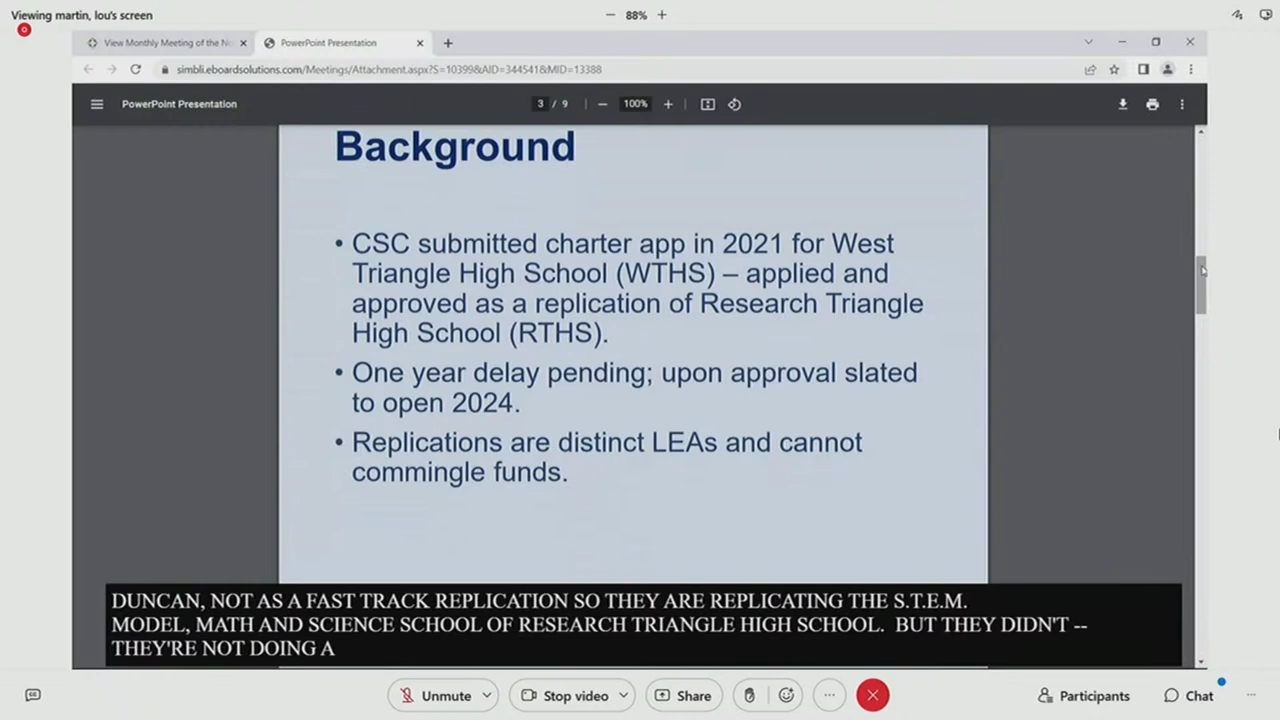 Viewing martin, lou's screen
88%
View Monthly Meeting of the No
PowerPoint Presentation
simbli.eboardsolutions.com/Meetings/Attachment.aspx?S=10399&AID=344541&MID=13388
PowerPoint Presentation
3 / 9
100%
Background
• CSC submitted charter app in 2021 for West
Triangle High School (WTHS) – applied and
approved as a replication of Research Triangle
High School (RTHS).
• One year delay pending; upon approval slated
to open 2024.
• Replications are distinct LEAs and cannot
commingle funds.
DUNCAN, NOT AS A FAST TRACK REPLICATION SO THEY ARE REPLICATING THE S.T.E.M.
MODEL, MATH AND SCIENCE SCHOOL OF RESEARCH TRIANGLE HIGH SCHOOL. BUT THEY DIDN'T --
THEY'RE NOT DOING A
Unmute
Stop video
Share
Participants
Chat